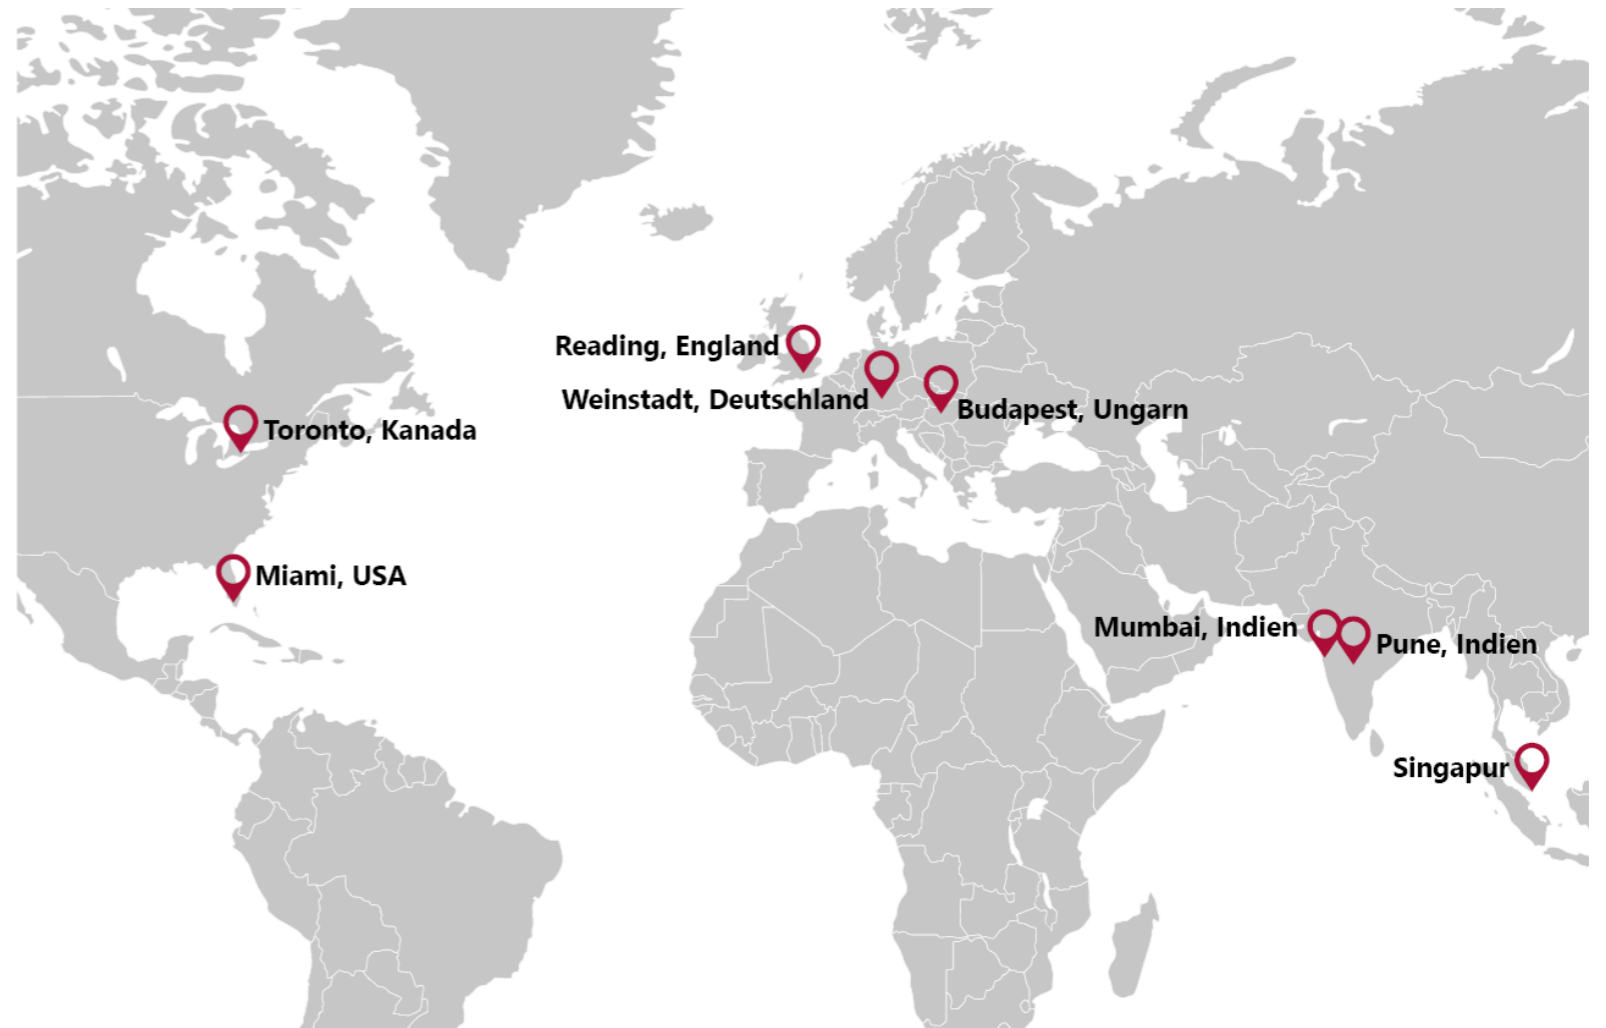 Reading, England
Weinstadt, Deutschland
Budapest, Ungarn
Toronto, Kanada
Miami, USA
Mumbai, Indien
Pune, Indien
Singapur